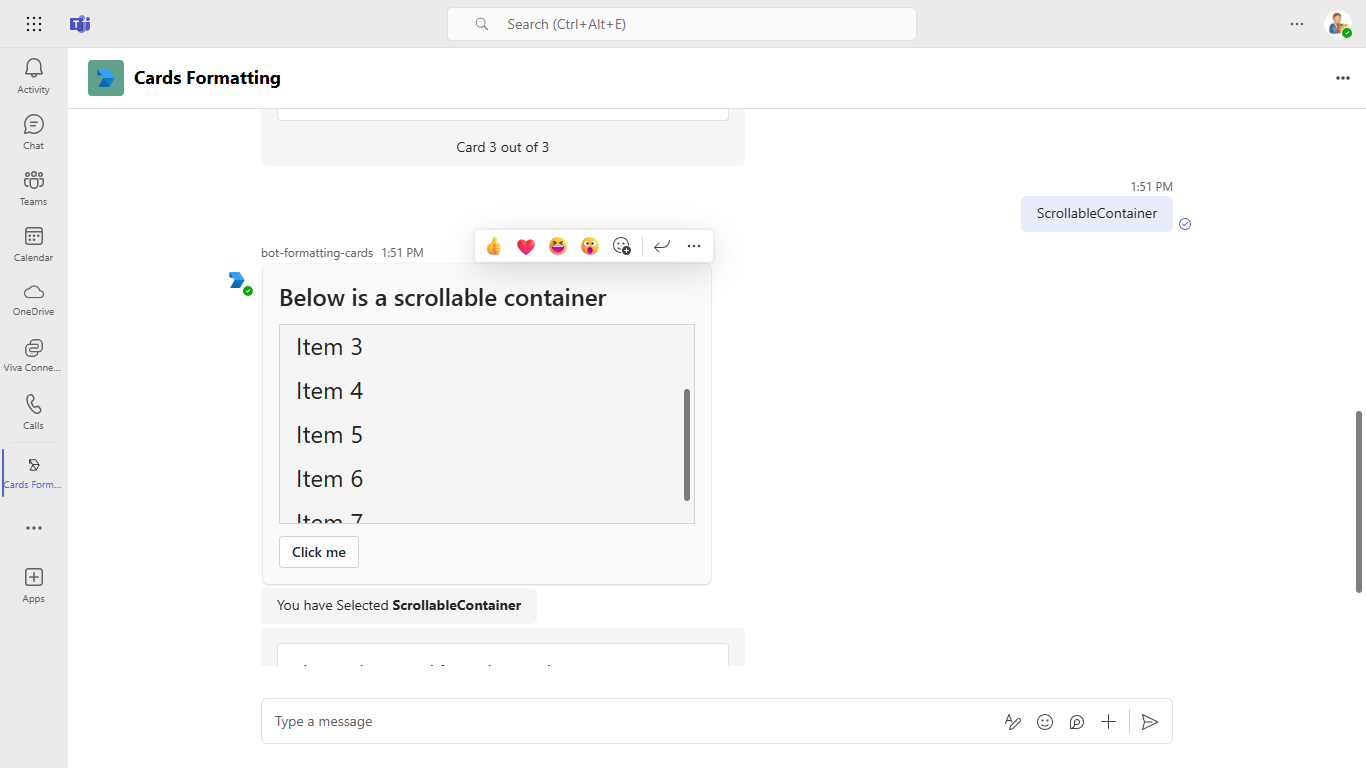 Search (Ctrl+Alt+E)
Cards Formatting
Activity
Chat
Teams
Calendar
OneDrive
Viva Conne...
Calls
Cards Form...
Apps
Card 3 out of 3
1:51 PM
ScrollableContainer
bot-formatting-cards 1:51 PM
Below is a scrollable container
Item 3
Item 4
Item 5
Item 6
Item 7
Click me
You have Selected ScrollableContainer
Type a message